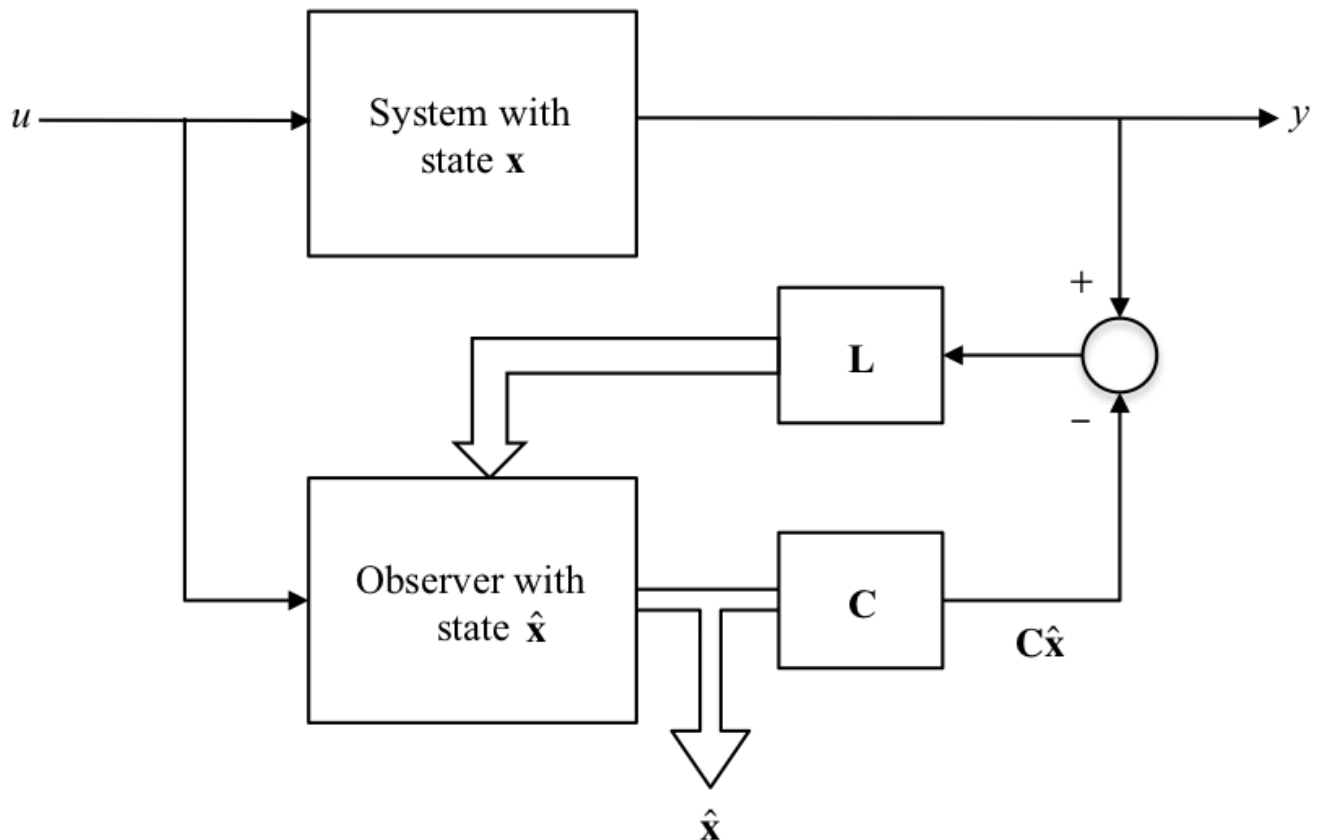 u
System with
state x
y
+
L
−
Observer with
state x̂
C
Cx̂
x̂